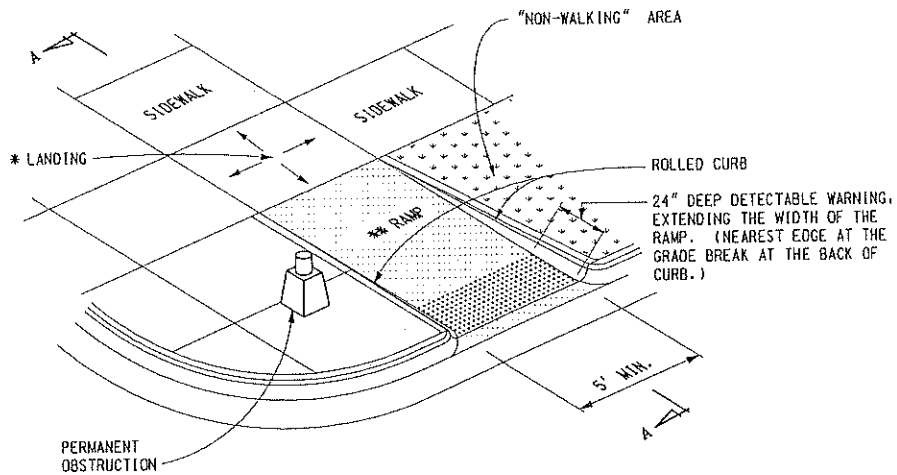 "NON-WALKING" AREA
A
SIDEWALK
SIDEWALK
* LANDING
ROLLED CURB
** RAMP
24" DEEP DETECTABLE WARNING,
EXTENDING THE WIDTH OF THE
RAMP. (NEAREST EDGE AT THE
GRADE BREAK AT THE BACK OF
CURB.)
5' MIN.
A
PERMANENT
OBSTRUCTION